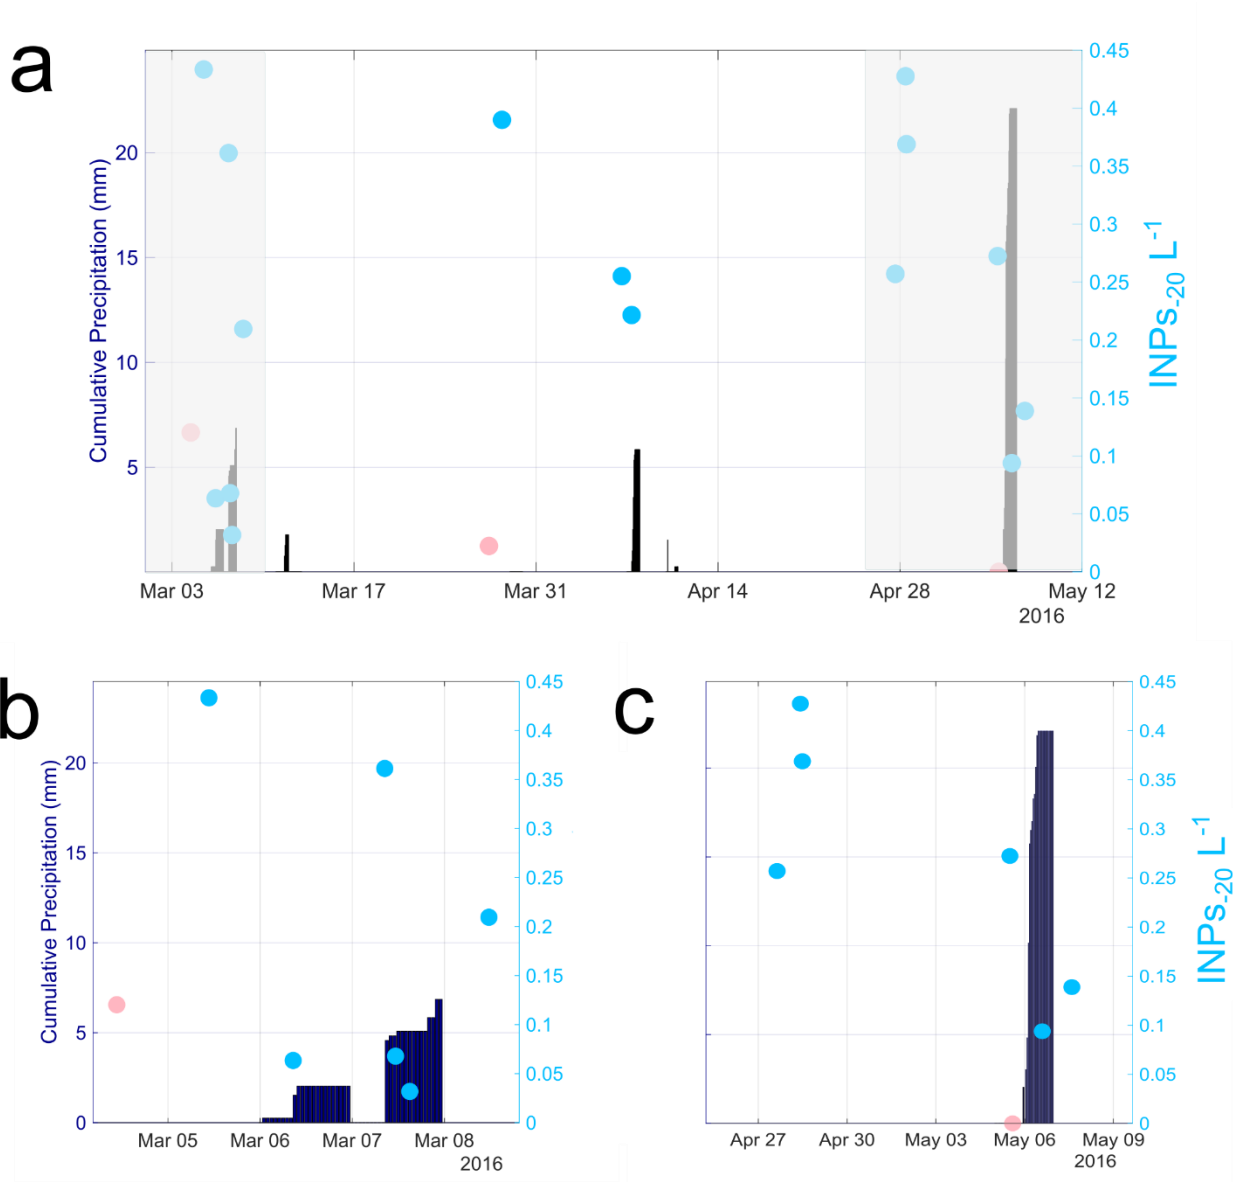 a
Cumulative Precipitation (mm)
20
15
10
5
0.45
0.4
0.35
0.3
0.25
0.2
0.15
0.1
0.05
0
INPs-20 L-1
Mar 03
Mar 17
Mar 31
Apr 14
Apr 28
May 12
2016
b
Cumulative Precipitation (mm)
20
15
10
5
0
0.45
0.4
0.35
0.3
0.25
0.2
0.15
0.1
0.05
0
Mar 05
Mar 06
Mar 07
Mar 08
2016
c
0.45
0.4
0.35
0.3
0.25
0.2
0.15
0.1
0.05
0
INPs-20 L-1
Apr 27
Apr 30
May 03
May 06
May 09
2016